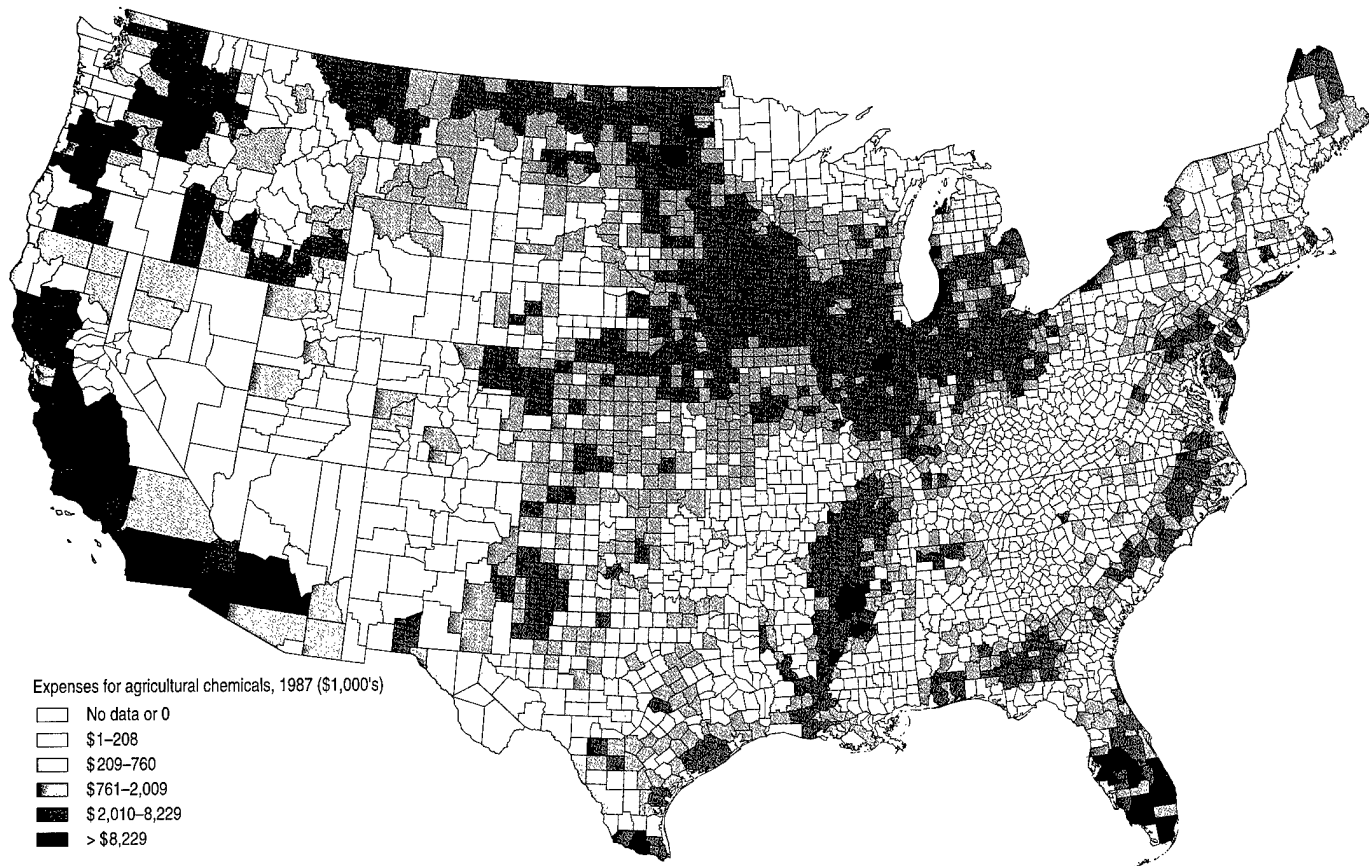 Expenses for agricultural chemicals, 1987 ($1,000's)
No data or 0
$1–208
$209–760
$761–2,009
$2,010–8,229
> $8,229